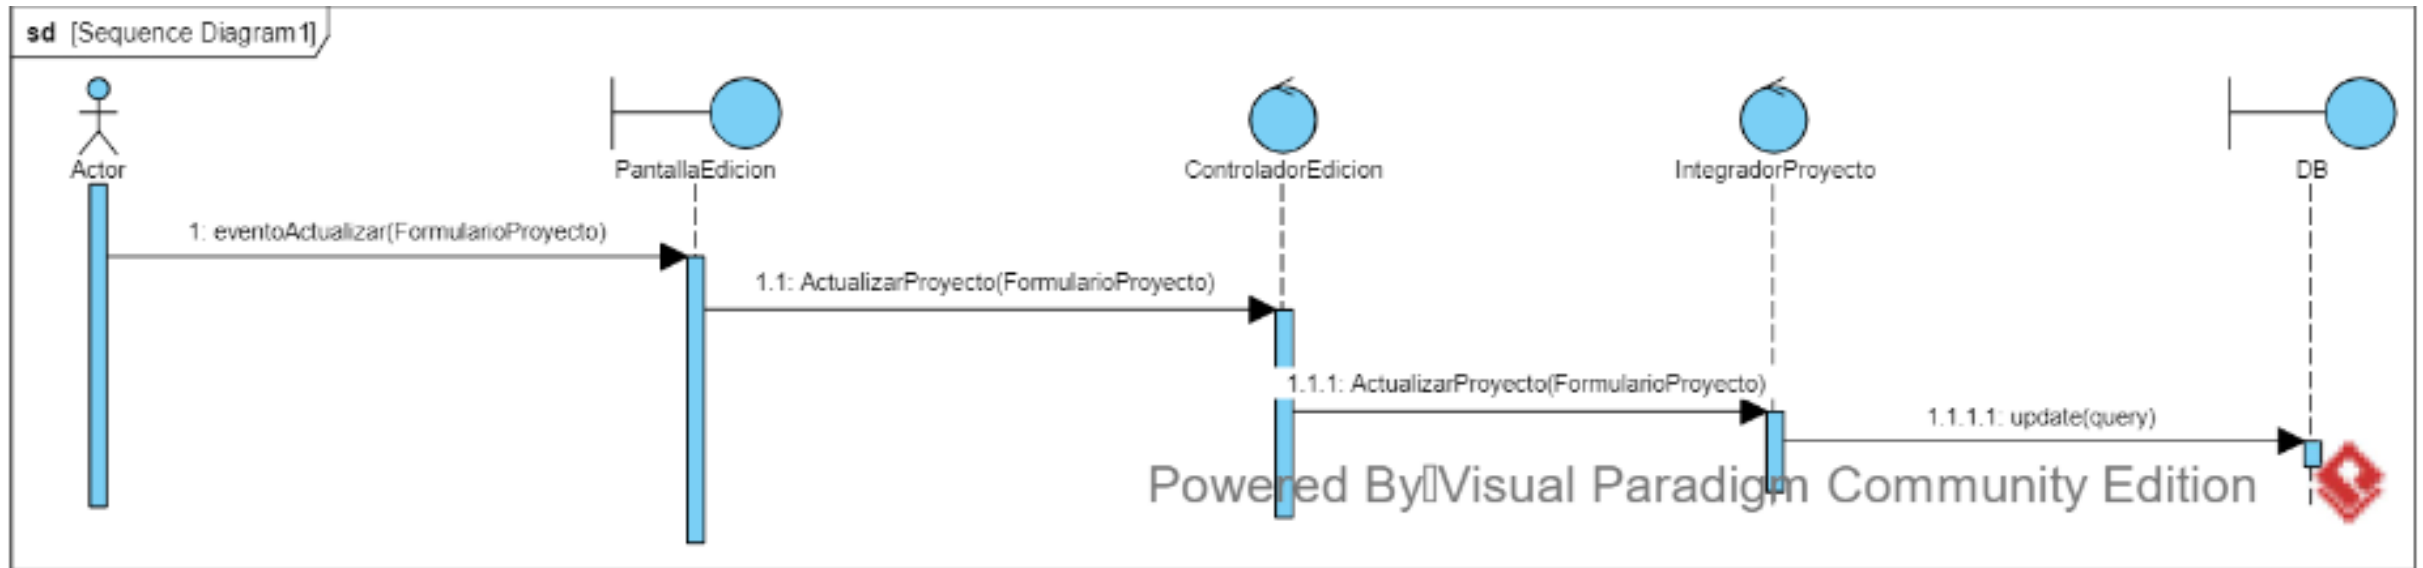 sd [Sequence Diagram1]
Actor
PantallaEdicion
ControladorEdicion
IntegradorProyecto
DB
1: eventoActualizar(FormularioProyecto)
1.1: ActualizarProyecto(FormularioProyecto)
1.1.1: ActualizarProyecto(FormularioProyecto)
1.1.1.1: update(query)
Powered By Visual Paradigm Community Edition